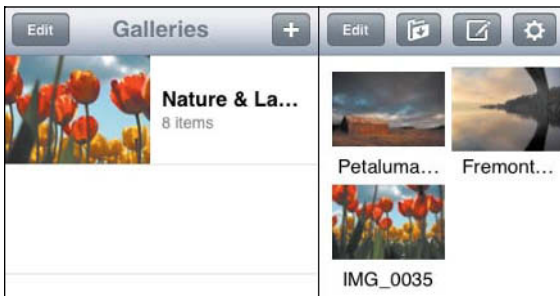 Edit
Galleries
+
Nature & La...
8 items
Edit
Petaluma...
Fremont...
IMG_0035